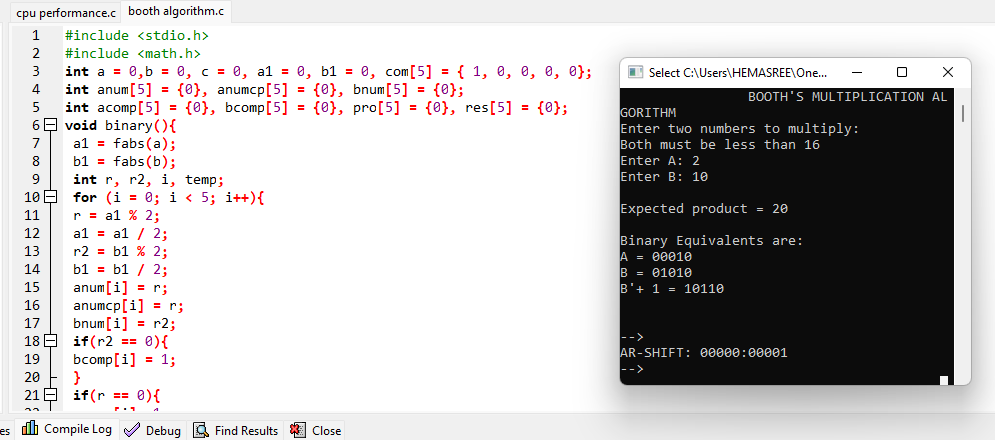 cpu performance.c booth algorithm.c
1 #include <stdio.h>
2 #include <math.h>
3 int a = 0,b = 0, c = 0, a1 = 0, b1 = 0, com[5] = { 1, 0, 0, 0, 0};
4 int anum[5] = {0}, anumcp[5] = {0}, bnum[5] = {0};
5 int acomp[5] = {0}, bcomp[5] = {0}, pro[5] = {0}, res[5] = {0};
6 void binary(){
7 a1 = fabs(a);
8 b1 = fabs(b);
9 int r, r2, i, temp;
10 for (i = 0; i < 5; i++){
11 r = a1 % 2;
12 a1 = a1 / 2;
13 r2 = b1 % 2;
14 b1 = b1 / 2;
15 anum[i] = r;
16 anumcp[i] = r;
17 bnum[i] = r2;
18 if(r2 == 0){
19 bcomp[i] = 1;
20 }
21 if(r == 0){
Select C:\Users\HEMASREE\One...
BOOTH'S MULTIPLICATION AL
GORITHM
Enter two numbers to multiply:
Both must be less than 16
Enter A: 2
Enter B: 10
Expected product = 20
Binary Equivalents are:
A = 00010
B = 01010
B'+ 1 = 10110
-->
AR-SHIFT: 00000:00001
-->
es Compile Log Debug Find Results Close